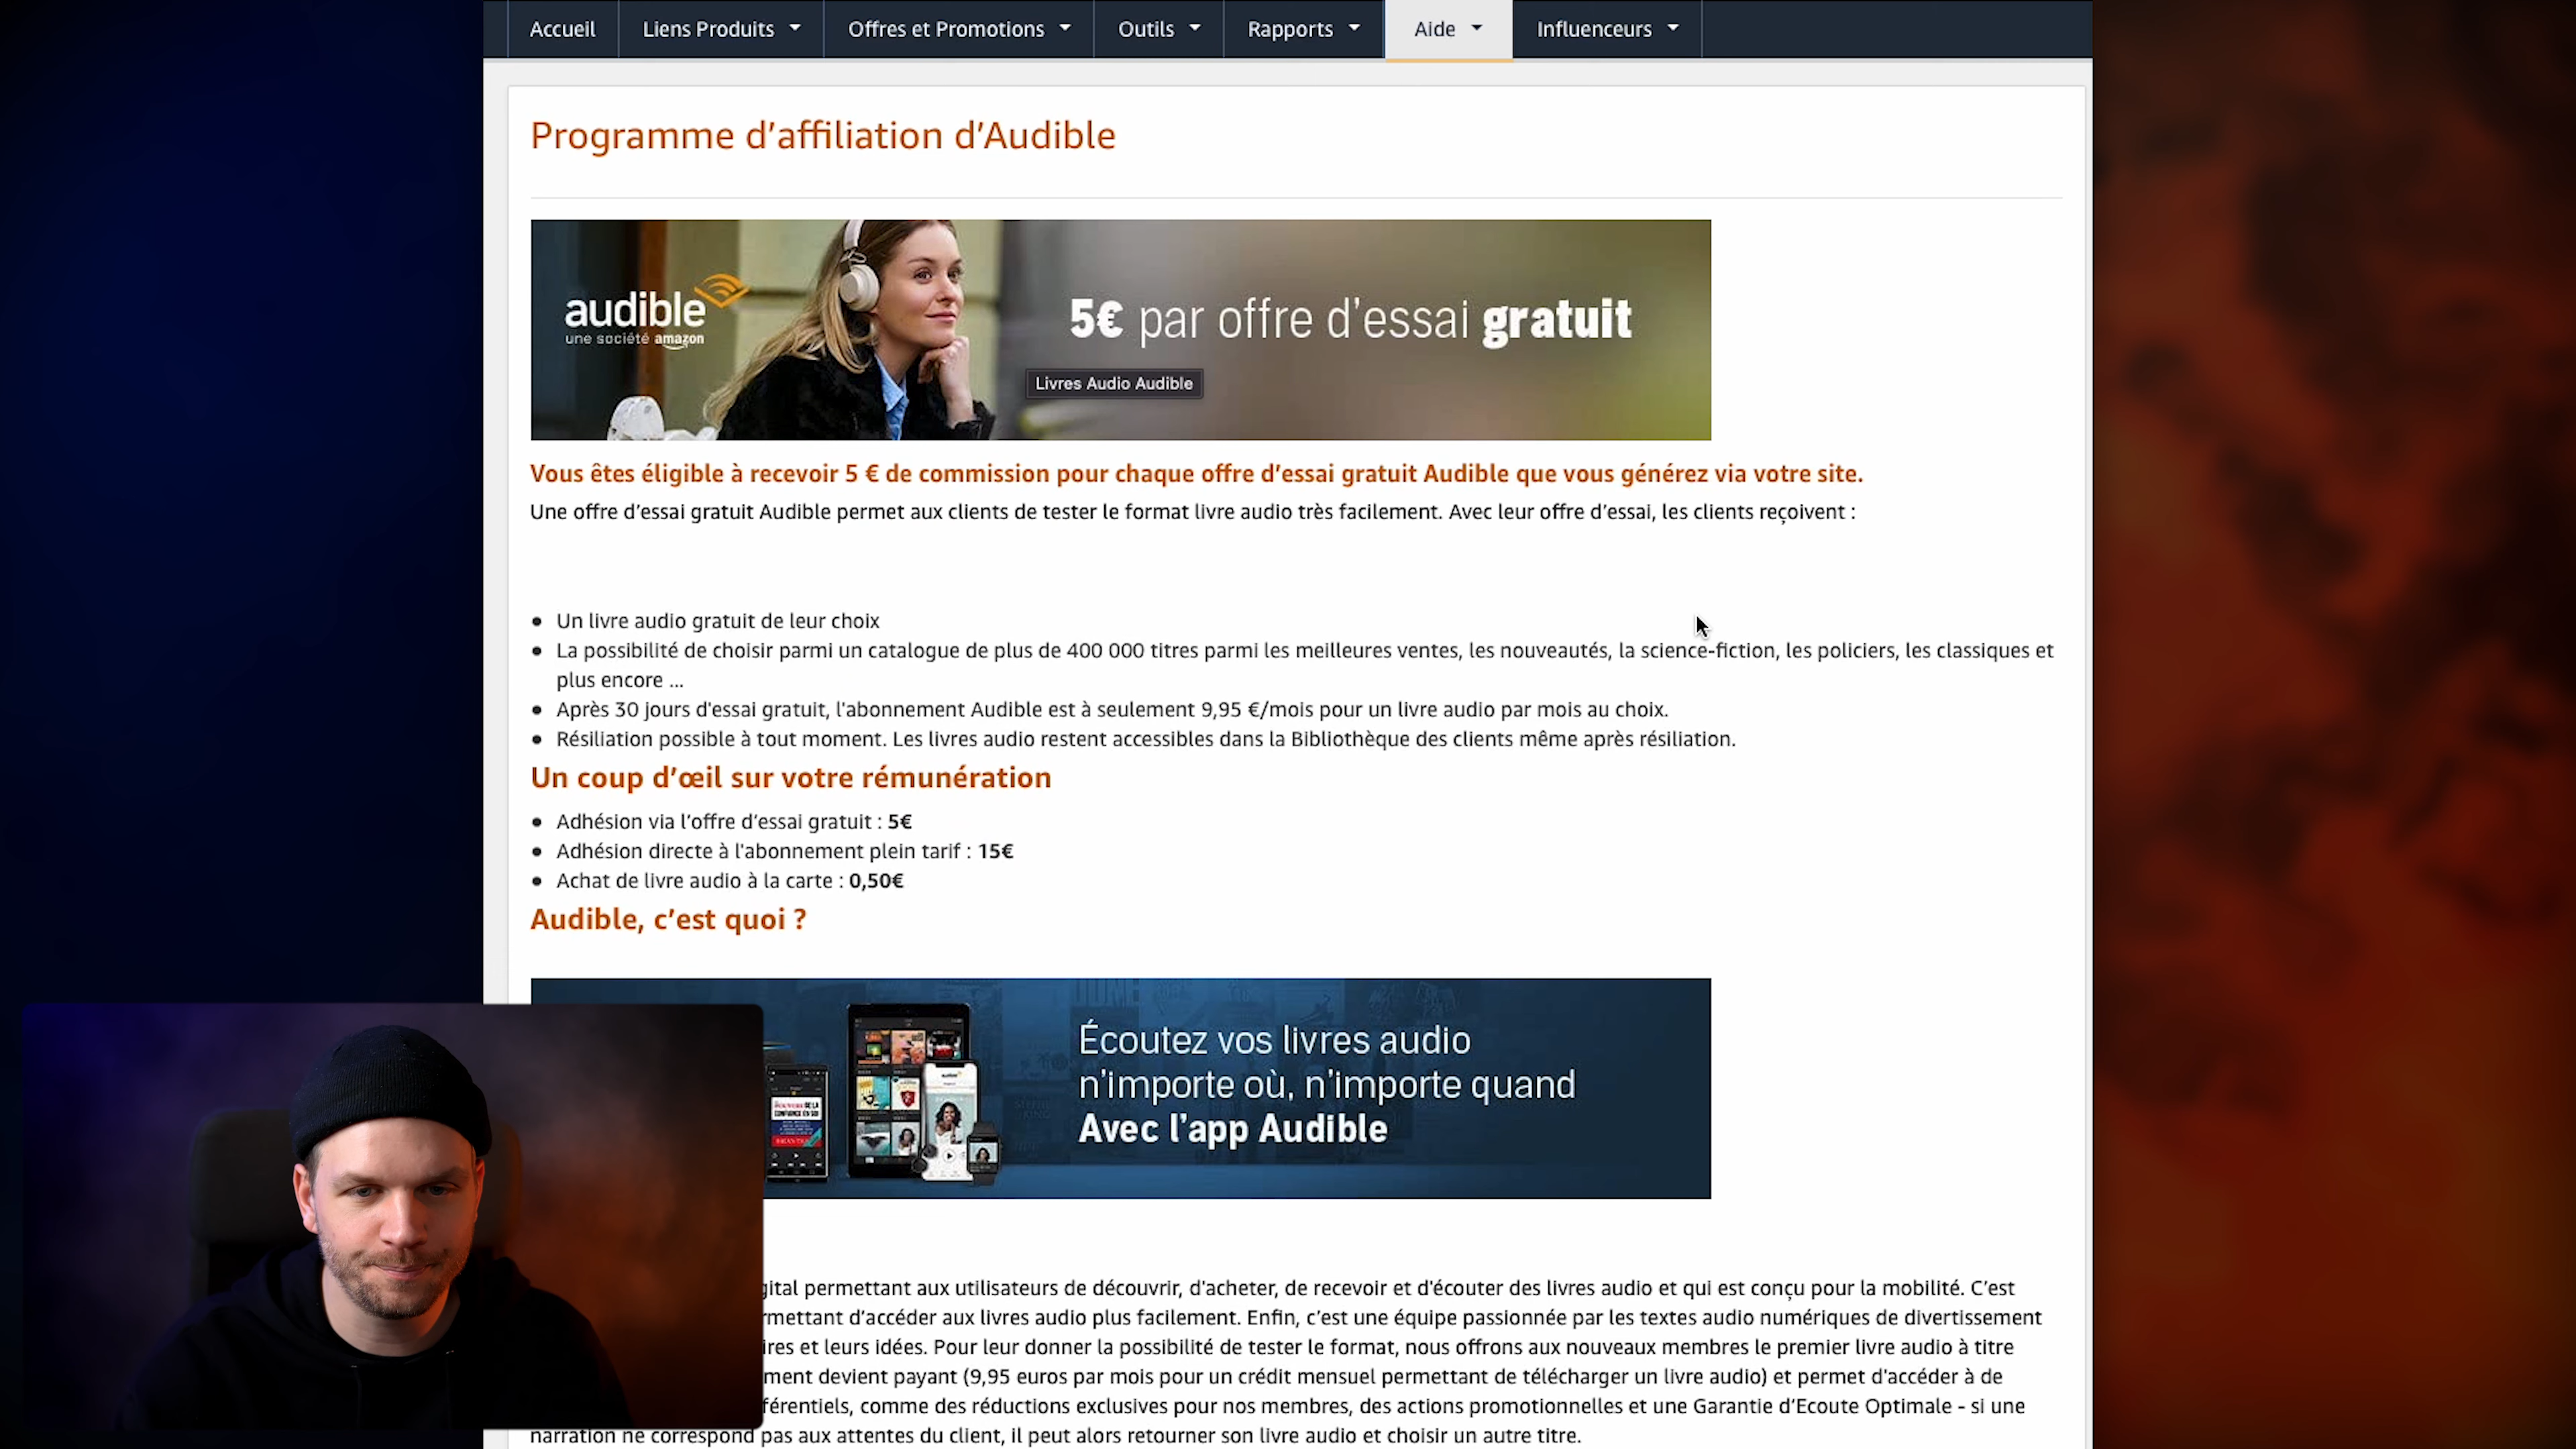 Accueil
Liens Produits
Offres et Promotions
Outils
Rapports
Aide
Influenceurs
Programme d’affiliation d’Audible
audible
une société amazon
5€ par offre d’essai gratuit
Livres Audio Audible
Vous êtes éligible à recevoir 5 € de commission pour chaque offre d’essai gratuit Audible que vous générez via votre site.
Une offre d’essai gratuit Audible permet aux clients de tester le format livre audio très facilement. Avec leur offre d’essai, les clients reçoivent :
Un livre audio gratuit de leur choix
La possibilité de choisir parmi un catalogue de plus de 400 000 titres parmi les meilleures ventes, les nouveautés, la science-fiction, les policiers, les classiques et
plus encore ...
Après 30 jours d'essai gratuit, l'abonnement Audible est à seulement 9,95 €/mois pour un livre audio par mois au choix.
Résiliation possible à tout moment. Les livres audio restent accessibles dans la Bibliothèque des clients même après résiliation.
Un coup d’œil sur votre rémunération
Adhésion via l’offre d’essai gratuit : 5€
Adhésion directe à l'abonnement plein tarif : 15€
Achat de livre audio à la carte : 0,50€
Audible, c’est quoi ?
Écoutez vos livres audio
n’importe où, n’importe quand
Avec l’app Audible
gital permettant aux utilisateurs de découvrir, d'acheter, de recevoir et d'écouter des livres audio et qui est conçu pour la mobilité. C’est
rmettant d’accéder aux livres audio plus facilement. Enfin, c’est une équipe passionnée par les textes audio numériques de divertissement
ires et leurs idées. Pour leur donner la possibilité de tester le format, nous offrons aux nouveaux membres le premier livre audio à titre
ment devient payant (9,95 euros par mois pour un crédit mensuel permettant de télécharger un livre audio) et permet d'accéder à de
férentiels, comme des réductions exclusives pour nos membres, des actions promotionnelles et une Garantie d’Ecoute Optimale - si une
narration ne correspond pas aux attentes du client, il peut alors retourner son livre audio et choisir un autre titre.